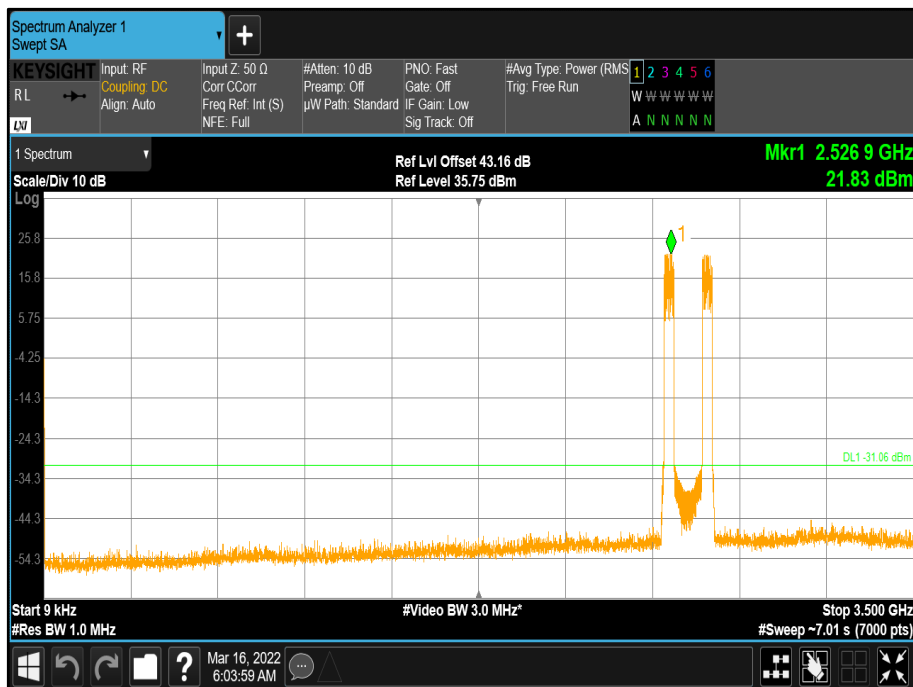 Spectrum Analyzer 1
Swept SA
+
KEYSIGHT
RL
LXI
Input: RF
Coupling: DC
Align: Auto
Input Z: 50 Ω
Corr CCorr
Freq Ref: Int (S)
NFE: Full
#Atten: 10 dB
Preamp: Off
µW Path: Standard
PNO: Fast
Gate: Off
IF Gain: Low
Sig Track: Off
#Avg Type: Power (RMS
Trig: Free Run
1 2 3 4 5 6
W W W W W W
A N N N N N
1 Spectrum
Scale/Div 10 dB
Ref Lvl Offset 43.16 dB
Ref Level 35.75 dBm
Mkr1 2.526 9 GHz
21.83 dBm
Log
25.8
15.8
5.75
-4.25
-14.3
-24.3
-34.3
-44.3
-54.3
1
DL1 -31.06 dBm
Start 9 kHz
#Res BW 1.0 MHz
#Video BW 3.0 MHz*
Stop 3.500 GHz
#Sweep ~7.01 s (7000 pts)
?
Mar 16, 2022
6:03:59 AM